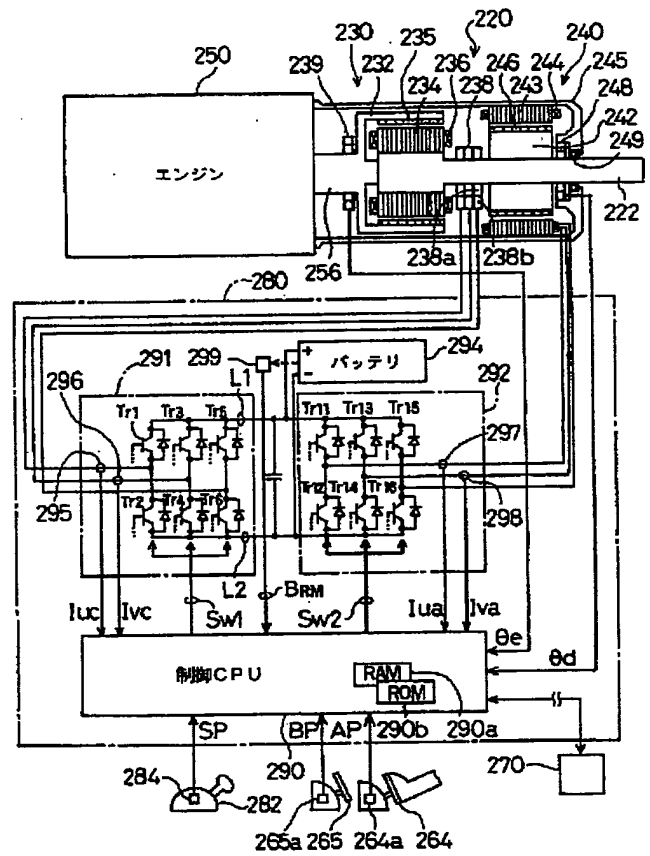 220
230
240
235
246
244
245
239
232
234
236
238
243
248
250
242
249
エンジン
222
238a
238b
256
280
299
+
−
バッテリ
294
291
292
296
L1
Tr1
Tr3
Tr5
Tr11
Tr13
Tr15
297
295
Tr2
Tr4
Tr6
Tr12
Tr14
Tr16
298
L2
Iuc
Ivc
SW1
BRM
SW2
Iua
Iva
θe
θd
制御CPU
RAM
ROM
SP
BP
AP
290
290b
290a
270
284
282
265a
265
264a
264